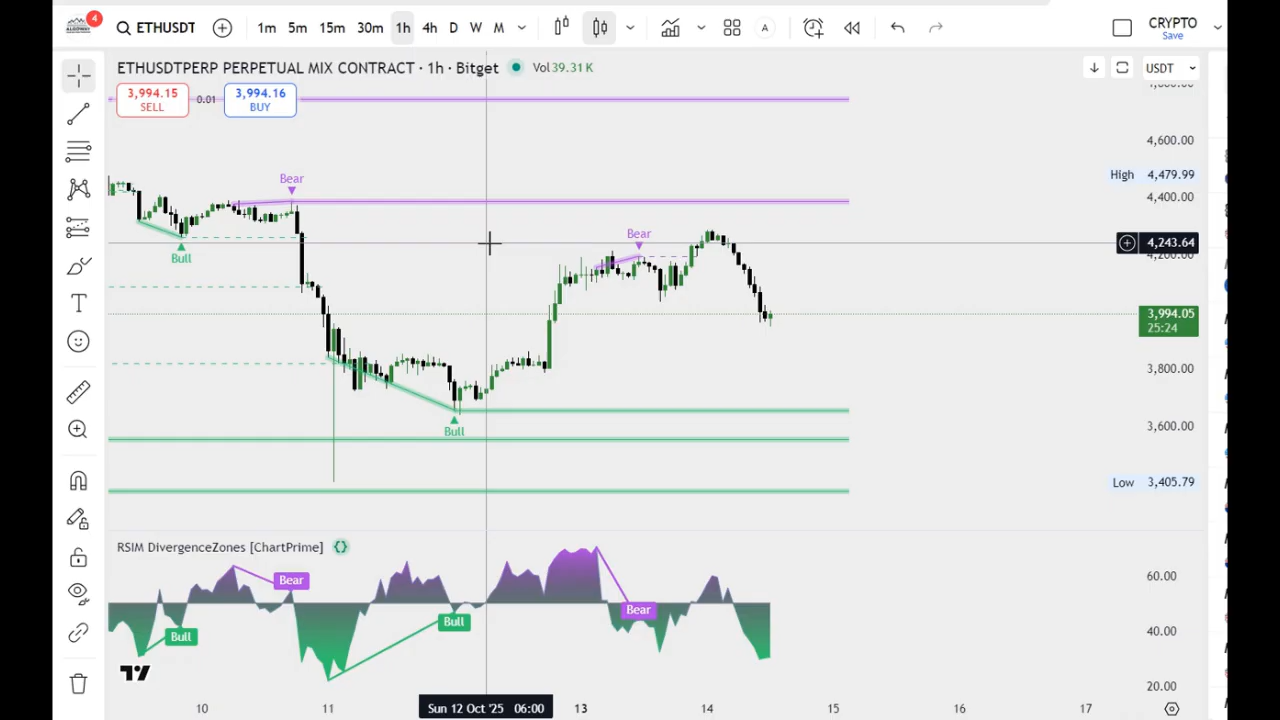 4
ETHUSDT
1m 5m 15m 30m 1h 4h D W M
A
CRYPTO
Save
ETHUSDTPERP PERPETUAL MIX CONTRACT · 1h · Bitget
Vol 39.31 K
USDT
3,994.15
SELL
0.01
3,994.16
BUY
4,600.00
High 4,479.99
4,400.00
4,243.64
4,200.00
3,994.05
25:24
3,800.00
3,600.00
Low 3,405.79
Bear
Bull
Bear
Bull
RSIM DivergenceZones [ChartPrime]
Bear
Bull
Bull
Bear
60.00
40.00
20.00
10 11 Sun 12 Oct '25 06:00 13 14 15 16 17